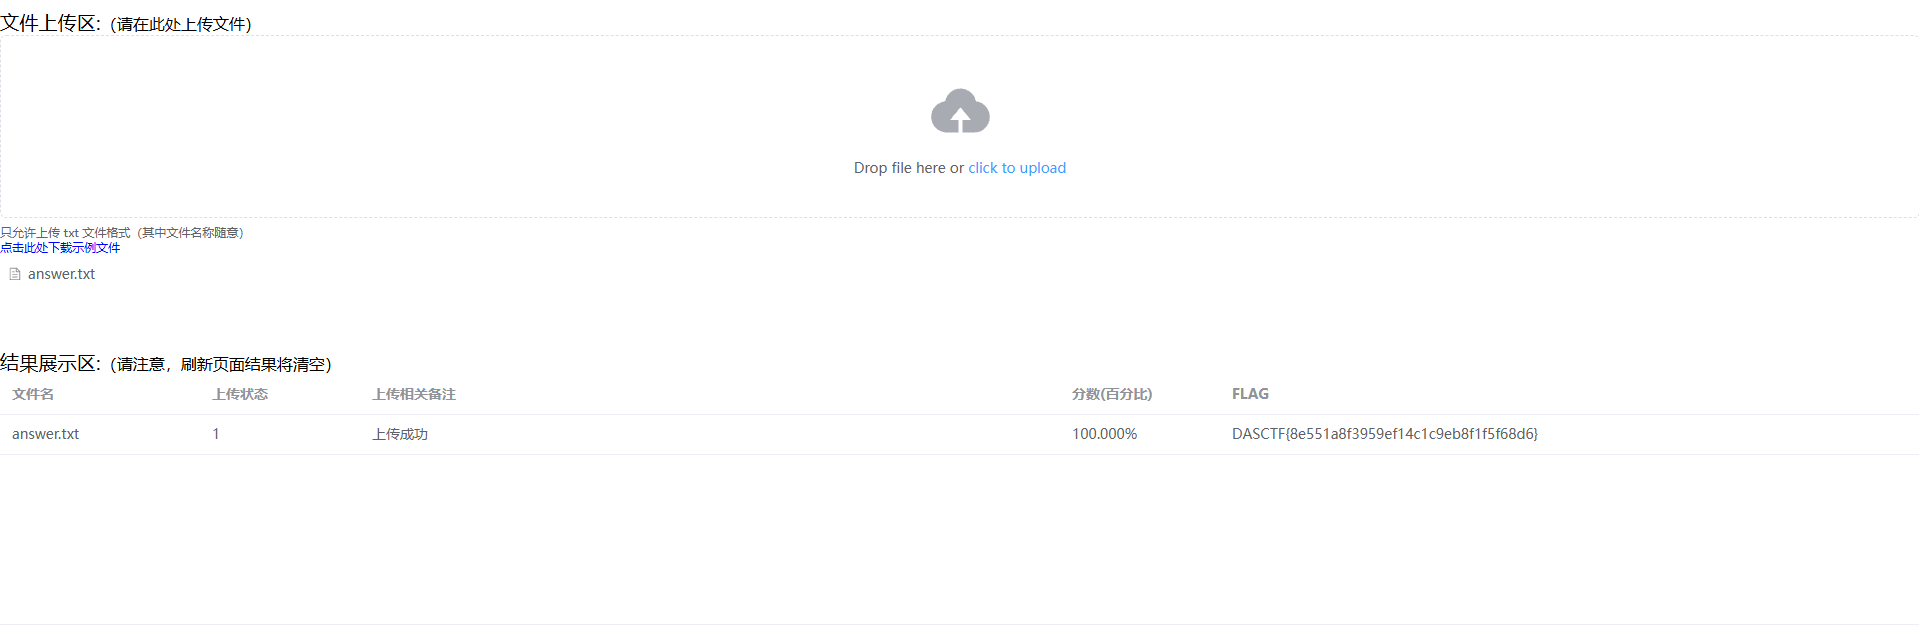 文件上传区:（请在此处上传文件）
Drop file here or click to upload
只允许上传 txt 文件格式（其中文件名称随意）
点击此处下载示例文件
answer.txt
结果展示区:（请注意，刷新页面结果将清空）
文件名 上传状态 上传相关备注 分数(百分比) FLAG
answer.txt 1 上传成功 100.000% DASCTF{8e551a8f3959ef14c1c9eb8f1f5f68d6}